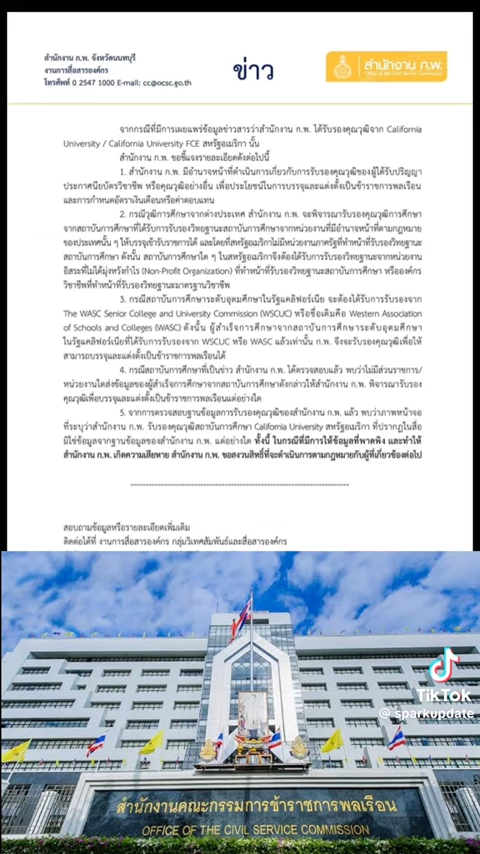 สำนักงาน ก.พ. จังหวัดนนทบุรี
งานการสื่อสารองค์กร
โทรศัพท์ 0 2547 1000 E-mail: cc@ocsc.go.th
ข่าว
สำนักงาน ก.พ.
Office of the Civil Service Commission
จากกรณีที่มีการเผยแพร่ข้อมูลข่าวสารว่าสำนักงาน ก.พ. ได้รับรองคุณวุฒิจาก California
University / California University FCE สหรัฐอเมริกา นั้น
สำนักงาน ก.พ. ขอชี้แจงรายละเอียดดังต่อไปนี้
1. สำนักงาน ก.พ. มีอำนาจหน้าที่ดำเนินการเกี่ยวกับการรับรองคุณวุฒิของผู้ได้รับปริญญา
ประกาศนียบัตรวิชาชีพ หรือคุณวุฒิอย่างอื่น เพื่อประโยชน์ในการบรรจุและแต่งตั้งเป็นข้าราชการพลเรือน
และการกำหนดอัตราเงินเดือนหรือค่าตอบแทน
2. กรณีวุฒิการศึกษาจากต่างประเทศ สำนักงาน ก.พ. จะพิจารณารับรองคุณวุฒิการศึกษา
จากสถาบันการศึกษาที่ได้รับการรับรองวิทยฐานะสถาบันการศึกษาจากหน่วยงานที่มีอำนาจหน้าที่ตามกฎหมาย
ของประเทศนั้น ๆ ให้บรรจุเข้ารับราชการได้ และโดยที่สหรัฐอเมริกาไม่มีหน่วยงานภาครัฐที่ทำหน้าที่รับรองวิทยฐานะ
สถาบันการศึกษา ดังนั้น สถาบันการศึกษาใด ๆ ในสหรัฐอเมริกาจึงต้องได้รับการรับรองวิทยฐานะจากหน่วยงาน
อิสระที่ไม่ได้มุ่งหวังกำไร (Non-Profit Organization) ที่ทำหน้าที่รับรองวิทยฐานะสถาบันการศึกษา หรือองค์กร
วิชาชีพที่ทำหน้าที่รับรองวิทยฐานะมาตรฐานวิชาชีพ
3. กรณีสถาบันการศึกษาระดับอุดมศึกษาในรัฐแคลิฟอร์เนีย จะต้องได้รับการรับรองจาก
The WASC Senior College and University Commission (WSCUC) หรือชื่อเดิมคือ Western Association
of Schools and Colleges (WASC) ดังนั้น ผู้สำเร็จการศึกษาจากสถาบันการศึกษาระดับอุดมศึกษา
ในรัฐแคลิฟอร์เนียที่ได้รับการรับรองจาก WSCUC หรือ WASC แล้วเท่านั้น ก.พ. จึงจะรับรองคุณวุฒิเพื่อให้
สามารถบรรจุและแต่งตั้งเป็นข้าราชการพลเรือนได้
4. กรณีสถาบันการศึกษาที่เป็นข่าว สำนักงาน ก.พ. ได้ตรวจสอบแล้ว พบว่าไม่มีส่วนราชการ/
หน่วยงานใดส่งข้อมูลของผู้สำเร็จการศึกษาจากสถาบันการศึกษาดังกล่าวให้สำนักงาน ก.พ. พิจารณารับรอง
คุณวุฒิเพื่อบรรจุและแต่งตั้งเป็นข้าราชการพลเรือนแต่อย่างใด
5. จากการตรวจสอบฐานข้อมูลการรับรองคุณวุฒิของสำนักงาน ก.พ. แล้ว พบว่าภาพหน้าจอ
ที่ระบุว่าสำนักงาน ก.พ. รับรองคุณวุฒิสถาบันการศึกษา California University สหรัฐอเมริกา ที่ปรากฏในสื่อ
มิใช่ข้อมูลจากฐานข้อมูลของสำนักงาน ก.พ. แต่อย่างใด ทั้งนี้ ในกรณีที่มีการให้ข้อมูลที่พาดพิง และทำให้
สำนักงาน ก.พ. เกิดความเสียหาย สำนักงาน ก.พ. ขอสงวนสิทธิ์ที่จะดำเนินการตามกฎหมายกับผู้ที่เกี่ยวข้องต่อไป
สอบถามข้อมูลหรือรายละเอียดเพิ่มเติม
ติดต่อได้ที่ งานการสื่อสารองค์กร กลุ่มวิเทศสัมพันธ์และสื่อสารองค์กร
TikTok
@ sparkupdate
สำนักงานคณะกรรมการข้าราชการพลเรือน
OFFICE OF THE CIVIL SERVICE COMMISSION